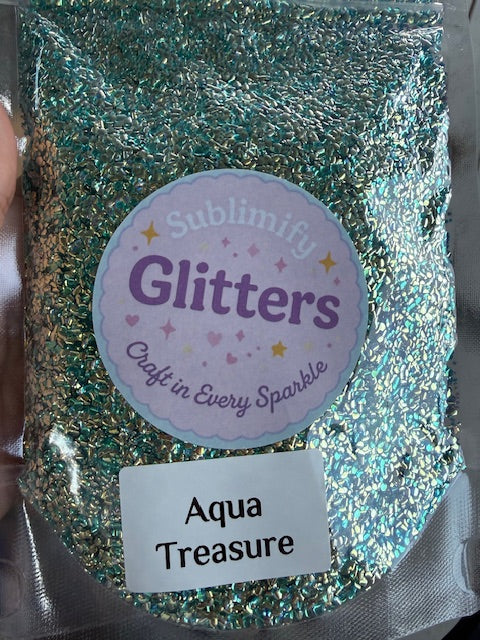 Sublimify
Glitters
Craft in Every Sparkle
Aqua
Treasure